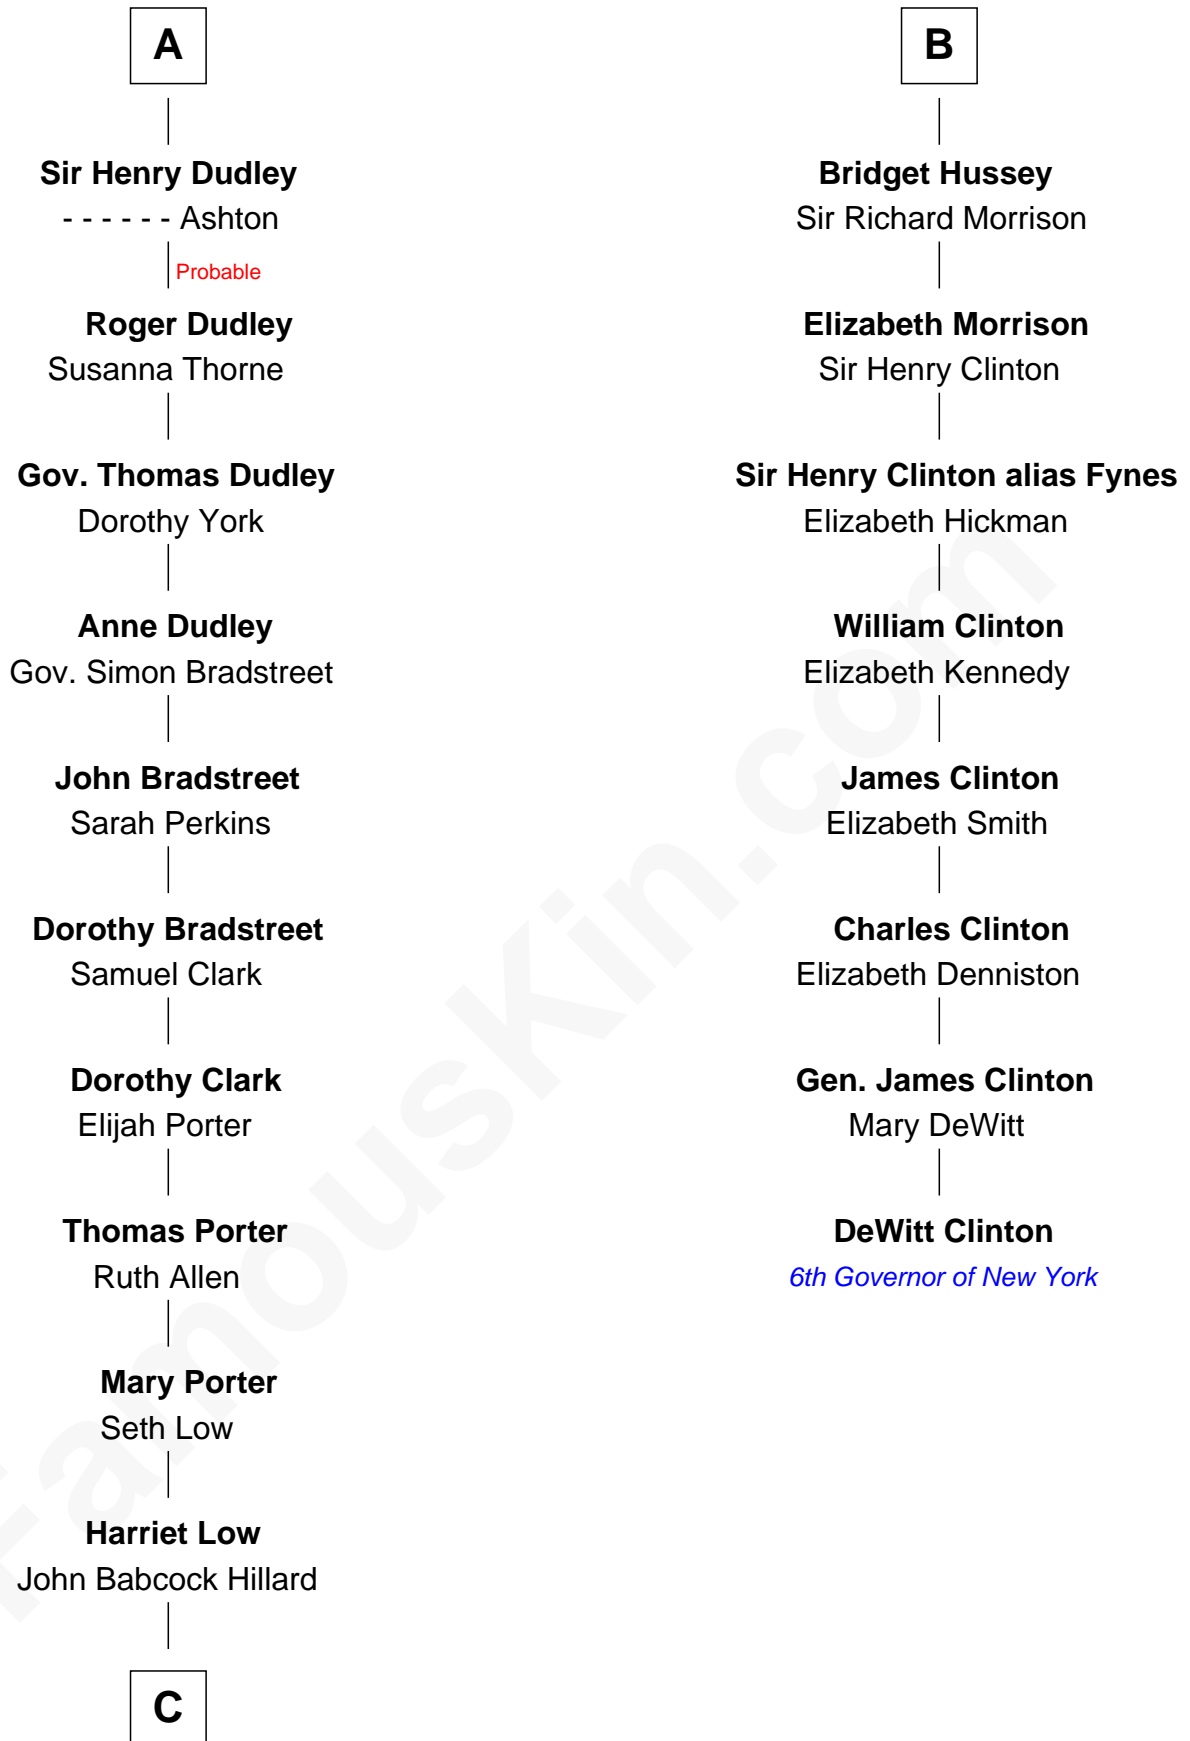 A
Sir Henry Dudley
- - - - - - Ashton
Probable
Roger Dudley
Susanna Thorne
Gov. Thomas Dudley
Dorothy York
Anne Dudley
Gov. Simon Bradstreet
John Bradstreet
Sarah Perkins
Dorothy Bradstreet
Samuel Clark
Dorothy Clark
Elijah Porter
Thomas Porter
Ruth Allen
Mary Porter
Seth Low
Harriet Low
John Babcock Hillard
C
B
Bridget Hussey
Sir Richard Morrison
Elizabeth Morrison
Sir Henry Clinton
Sir Henry Clinton alias Fynes
Elizabeth Hickman
William Clinton
Elizabeth Kennedy
James Clinton
Elizabeth Smith
Charles Clinton
Elizabeth Denniston
Gen. James Clinton
Mary DeWitt
DeWitt Clinton
6th Governor of New York
FamousKin.com